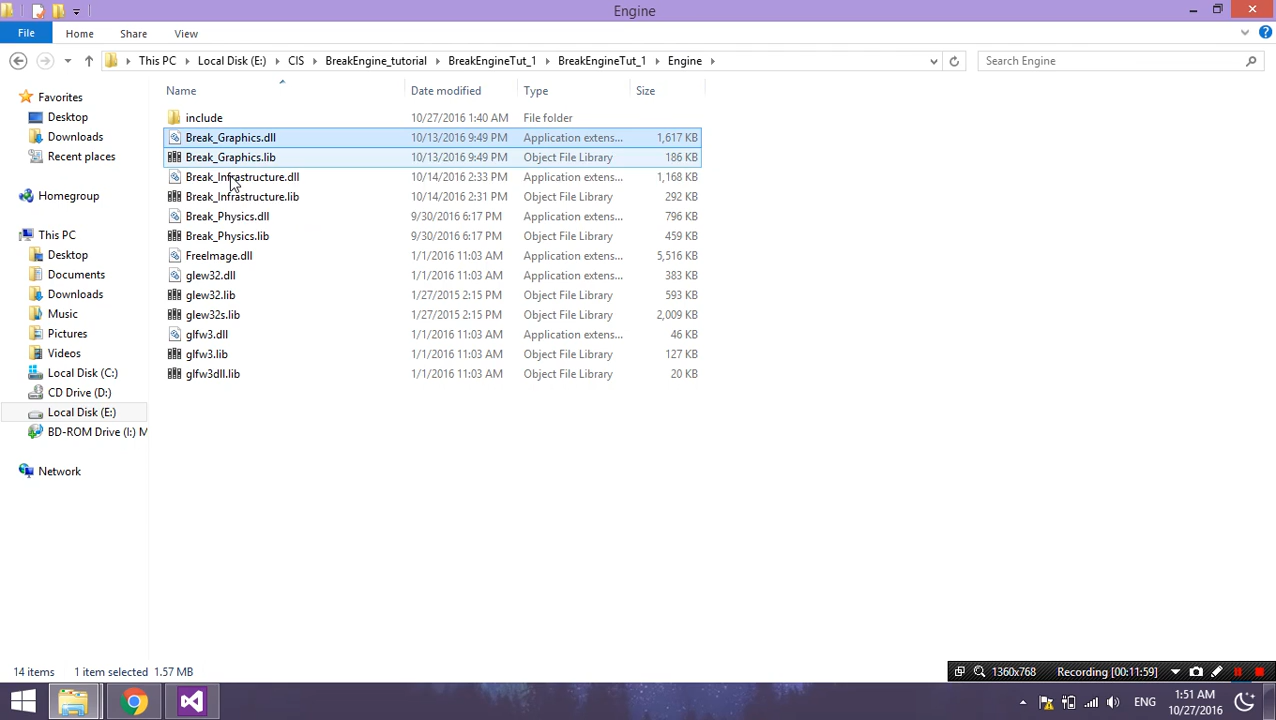 Engine
File Home Share View
This PC Local Disk (E:) CIS BreakEngine_tutorial BreakEngineTut_1 BreakEngineTut_1 Engine Search Engine
Name Date modified Type Size
Favorites
Desktop
Downloads
Recent places
Homegroup
This PC
Desktop
Documents
Downloads
Music
Pictures
Videos
Local Disk (C:)
CD Drive (D:)
Local Disk (E:)
BD-ROM Drive (I:) M
Network
include 10/27/2016 1:40 AM File folder
Break_Graphics.dll 10/13/2016 9:49 PM Application extens... 1,617 KB
Break_Graphics.lib 10/13/2016 9:49 PM Object File Library 186 KB
Break_Infrastructure.dll 10/14/2016 2:33 PM Application extens... 1,168 KB
Break_Infrastructure.lib 10/14/2016 2:31 PM Object File Library 292 KB
Break_Physics.dll 9/30/2016 6:17 PM Application extens... 796 KB
Break_Physics.lib 9/30/2016 6:17 PM Object File Library 459 KB
FreeImage.dll 1/1/2016 11:03 AM Application extens... 5,516 KB
glew32.dll 1/1/2016 11:03 AM Application extens... 383 KB
glew32.lib 1/27/2015 2:15 PM Object File Library 593 KB
glew32s.lib 1/27/2015 2:15 PM Object File Library 2,009 KB
glfw3.dll 1/1/2016 11:03 AM Application extens... 46 KB
glfw3.lib 1/1/2016 11:03 AM Object File Library 127 KB
glfw3dll.lib 1/1/2016 11:03 AM Object File Library 20 KB
14 items 1 item selected 1.57 MB
1360x768 Recording [00:11:59]
ENG 1:51 AM
10/27/2016